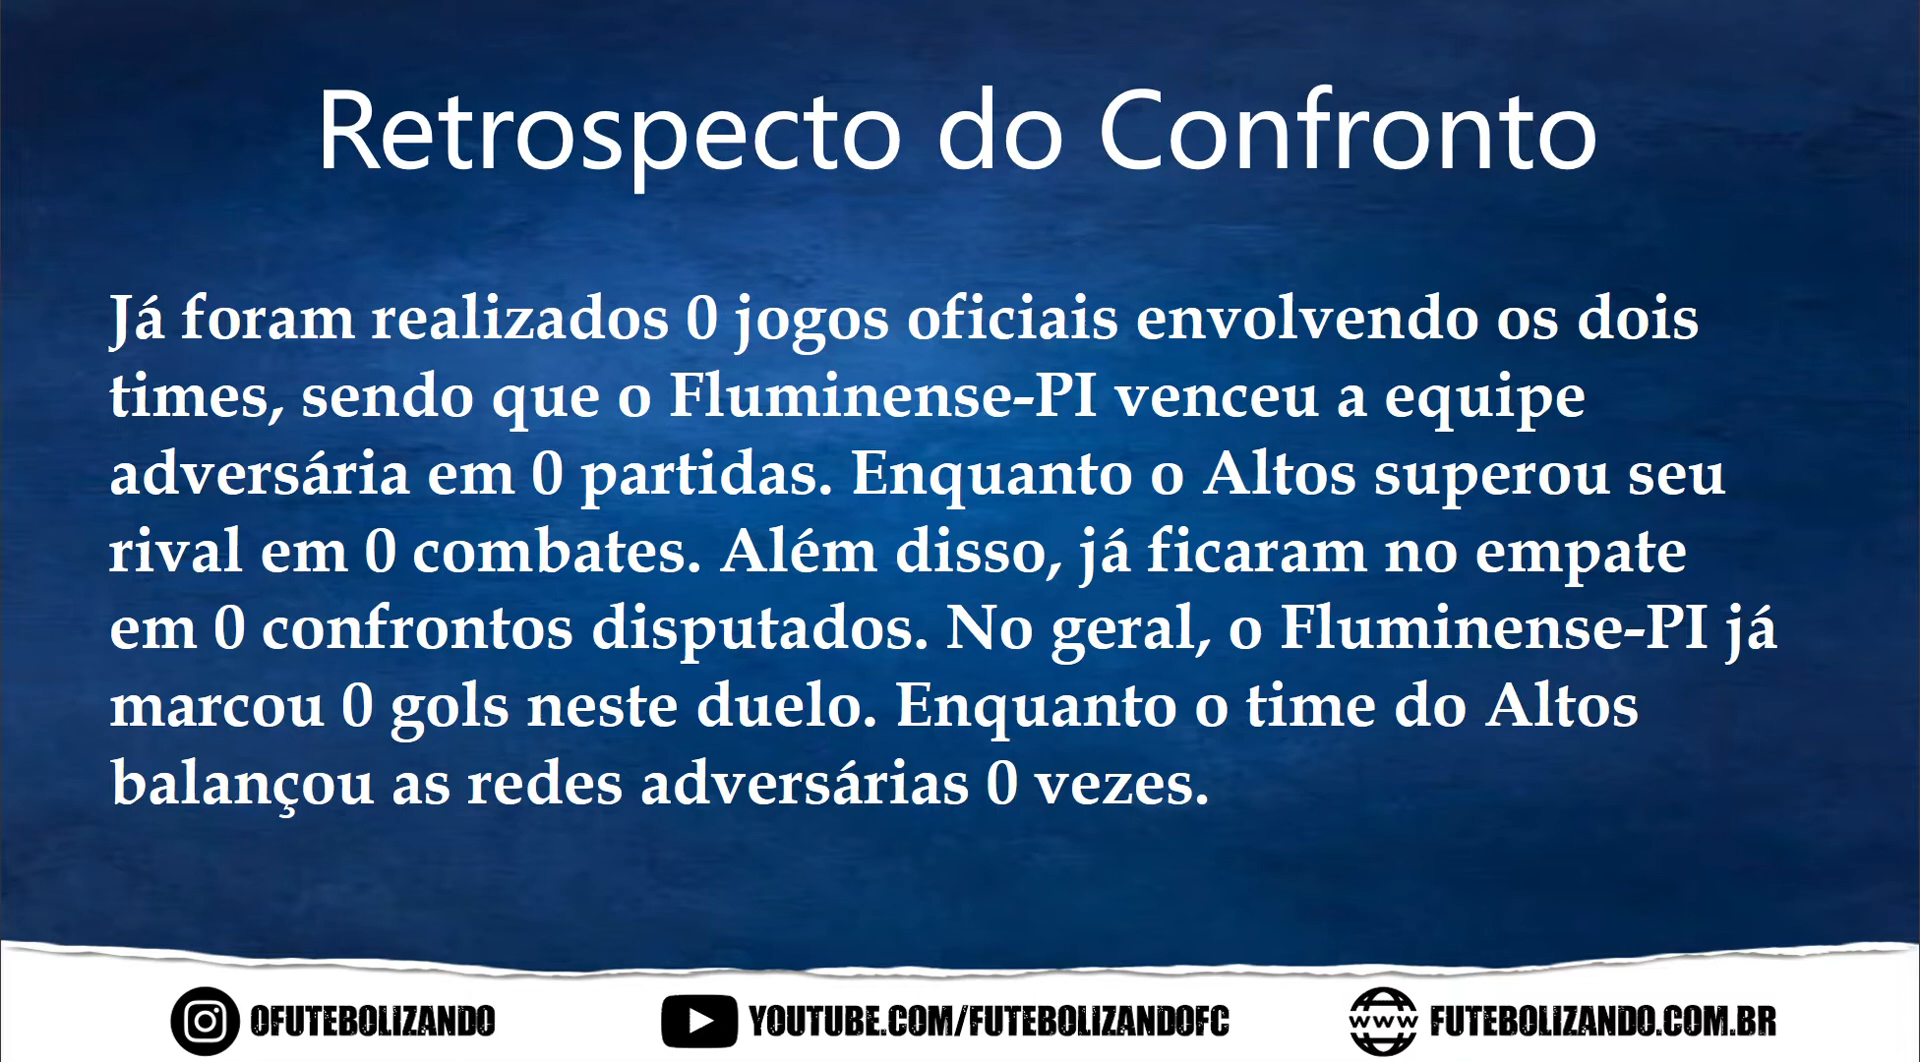 Retrospecto do Confronto
Já foram realizados 0 jogos oficiais envolvendo os dois
times, sendo que o Fluminense-PI venceu a equipe
adversária em 0 partidas. Enquanto o Altos superou seu
rival em 0 combates. Além disso, já ficaram no empate
em 0 confrontos disputados. No geral, o Fluminense-PI já
marcou 0 gols neste duelo. Enquanto o time do Altos
balançou as redes adversárias 0 vezes.
OFUTEBOLIZANDO
YOUTUBE.COM/FUTEBOLIZANDOFC
WWW
FUTEBOLIZANDO.COM.BR